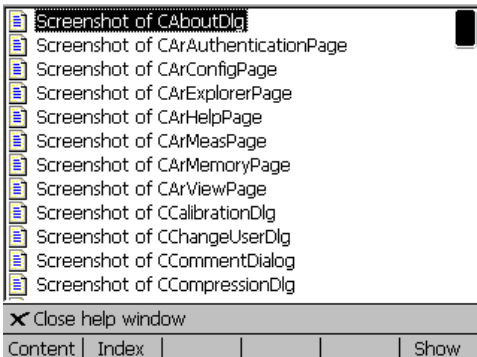 Screenshot of CAboutDlg
Screenshot of CArAuthenticationPage
Screenshot of CArConfigPage
Screenshot of CArExplorerPage
Screenshot of CArHelpPage
Screenshot of CArMeasPage
Screenshot of CArMemoryPage
Screenshot of CArViewPage
Screenshot of CCalibrationDlg
Screenshot of CChangeUserDlg
Screenshot of CCommentDialog
Screenshot of CCompressionDlg
Close help window
Content Index Show